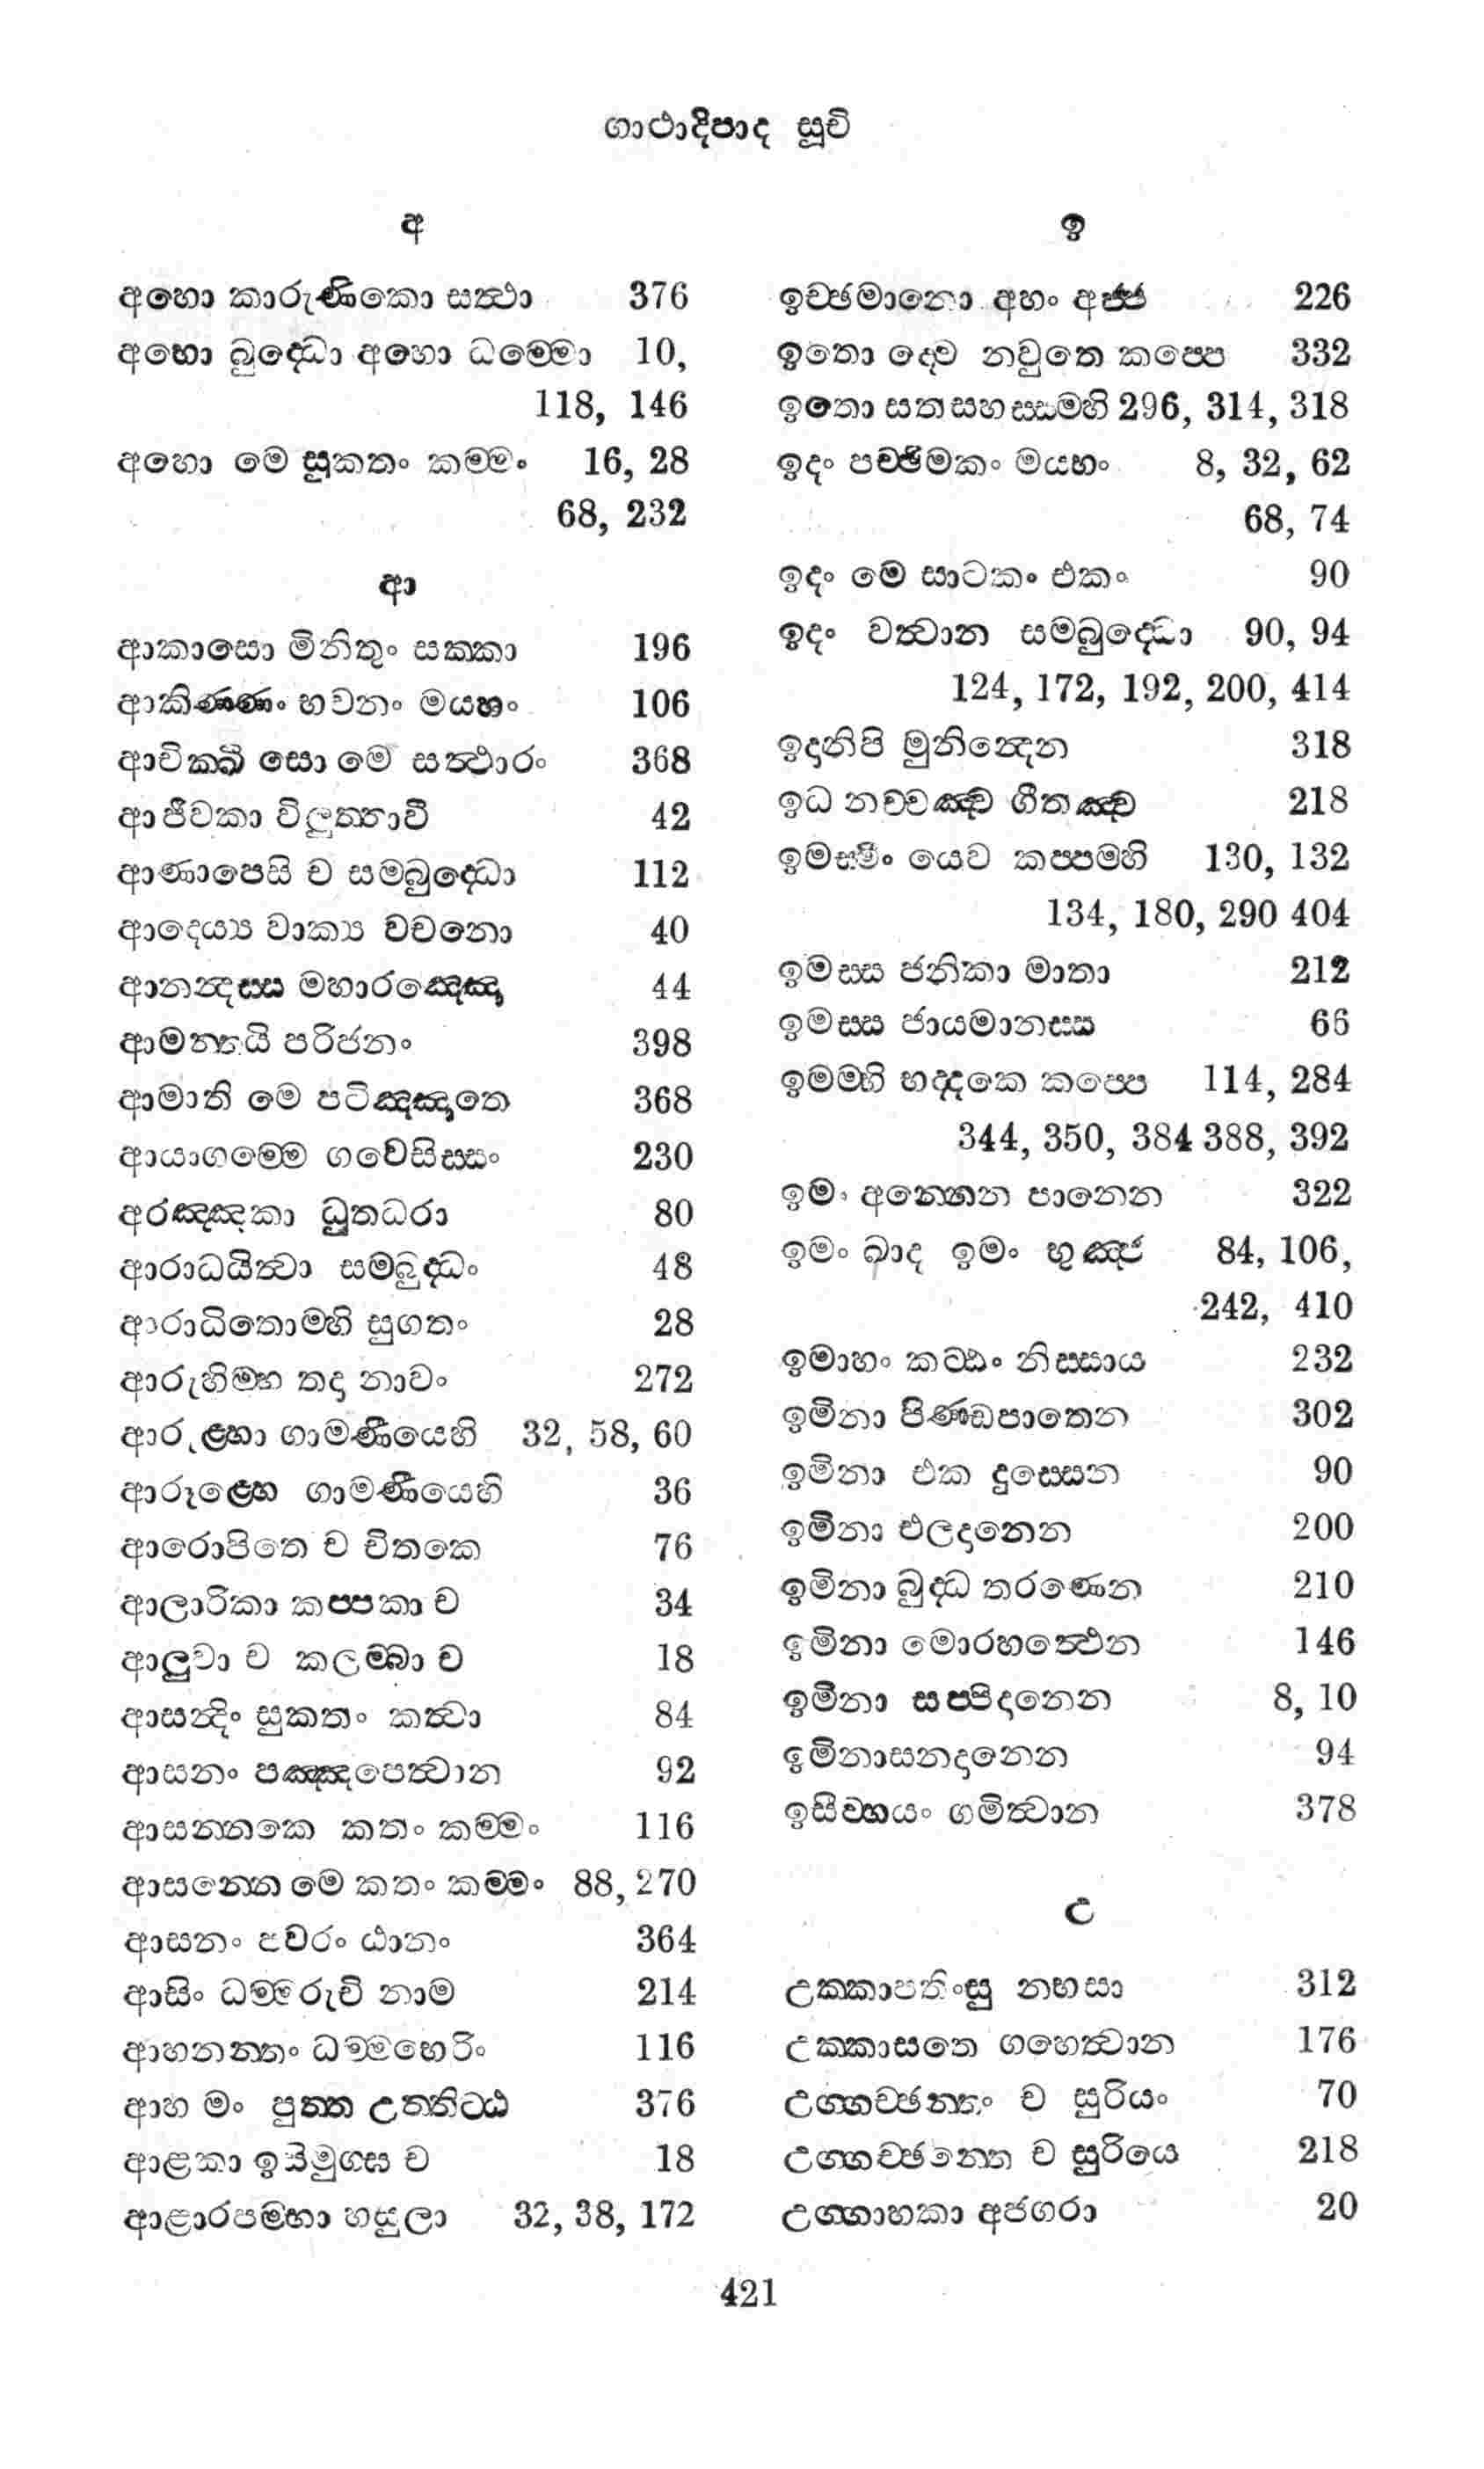 ගාථාදිපාද සූචි
අ
අහො කාරුණිකො සත්‍ථා 376
අහො බුද්‍ධො අහො ධම්මො 10,
118, 146
අහො මෙ සුකතං කම්මං 16, 28
68, 232
ආ
ආකාසො මිනිතුං සක්කා 196
ආකිණ්ණං භවනං මය්හං 106
ආචික්ඛි සො මෙ සත්‍ථාරං 368
ආජීවකා විලුත්තාවී 42
ආණාපෙසි ච සම්බුද්‍ධො 112
ආදෙය්‍ය වාක්‍ය වචනො 40
ආනන්‍දස්ස මහාරඤ්ඤෙ 44
ආමන්තයි පරිජනං 398
ආමාති මෙ පටිඤ්ඤාතෙ 368
ආයාගම්මෙ ගවෙසිස්සං 230
අරඤ්ඤකා ධුතධරා 80
ආරාධයිත්‍වා සම්බුද්‍ධං 48
ආරාධිතොම්හි සුගතං 28
ආරුහිම්හ තදා නාවං 272
ආරුළ්හා ගාමණීයෙහි 32, 58, 60
ආරූළ්හෙ ගාමණීයෙහි 36
ආරොපිතෙ ච චිතකෙ 76
ආලාරිකා කප්පකා ච 34
ආලුවා ච කලම්බා ච 18
ආසන්‍දිං සුකතං කත්‍වා 84
ආසනං පඤ්ඤපෙත්‍වාන 92
ආසන්නකෙ කතං කම්මං 116
ආසන්නෙ මෙ කතං කම්මං 88, 270
ආසනං පවරං ඨානං 364
ආසිං ධම්මරුචි නාම 214
ආහනන්තං ධම්මභෙරිං 116
ආහ මං පුත්ත උත්තිට්ඨ 376
ආළකා ඉසිමුග්ඝ ච 18
ආළාරපම්භා හසුලා 32, 38, 172
ඉ
ඉච්ඡමානො අහං අජ්ජ 226
ඉතො ද්‍වෙ නවුතෙ කප්පෙ 332
ඉතො සතසහස්සම්හි 296, 314, 318
ඉදං පච්ඡිමකං මය්හං 8, 32, 62
68, 74
ඉදං මෙ සාටකං එකං 90
ඉදං වත්‍වාන සම්බුද්‍ධො 90, 94
124, 172, 192, 200, 414
ඉදානිපි මුනින්‍දෙන 318
ඉධ නච්චඤ්ච ගීතඤ්ච 218
ඉමස්මිං යෙව කප්පම්හි 130, 132
134, 180, 290 404
ඉමස්ස ජනිකා මාතා 212
ඉමස්ස ජායමානස්ස 66
ඉමම්හි භද්දකෙ කප්පෙ 114, 284
344, 350, 384 388, 392
ඉමං අන්නෙන පානෙන 322
ඉමං ඛාද ඉමං භුඤ්ජ 84, 106,
242, 410
ඉමාහං කට්ඨං නිස්සාය 232
ඉමිනා පිණ්ඩපාතෙන 302
ඉමිනා එක දුස්සෙන 90
ඉමිනා ඵලදානෙන 200
ඉමිනා බුද්‍ධ තරණෙන 210
ඉමිනා මොරහත්‍ථෙන 146
ඉමිනා සප්පිදානෙන 8, 10
ඉමිනාසනදානෙන 94
ඉසිව්හයං ගමිත්‍වාන 378
උ
උක්කාපතිංසු නභසා 312
උක්කාසතෙ ගහෙත්‍වාන 176
උග්ගච්ඡන්තං ච සුරියං 70
උග්ගච්ඡන්තෙ ච සුරියෙ 218
උග්ගාහකා අජගරා 20
421